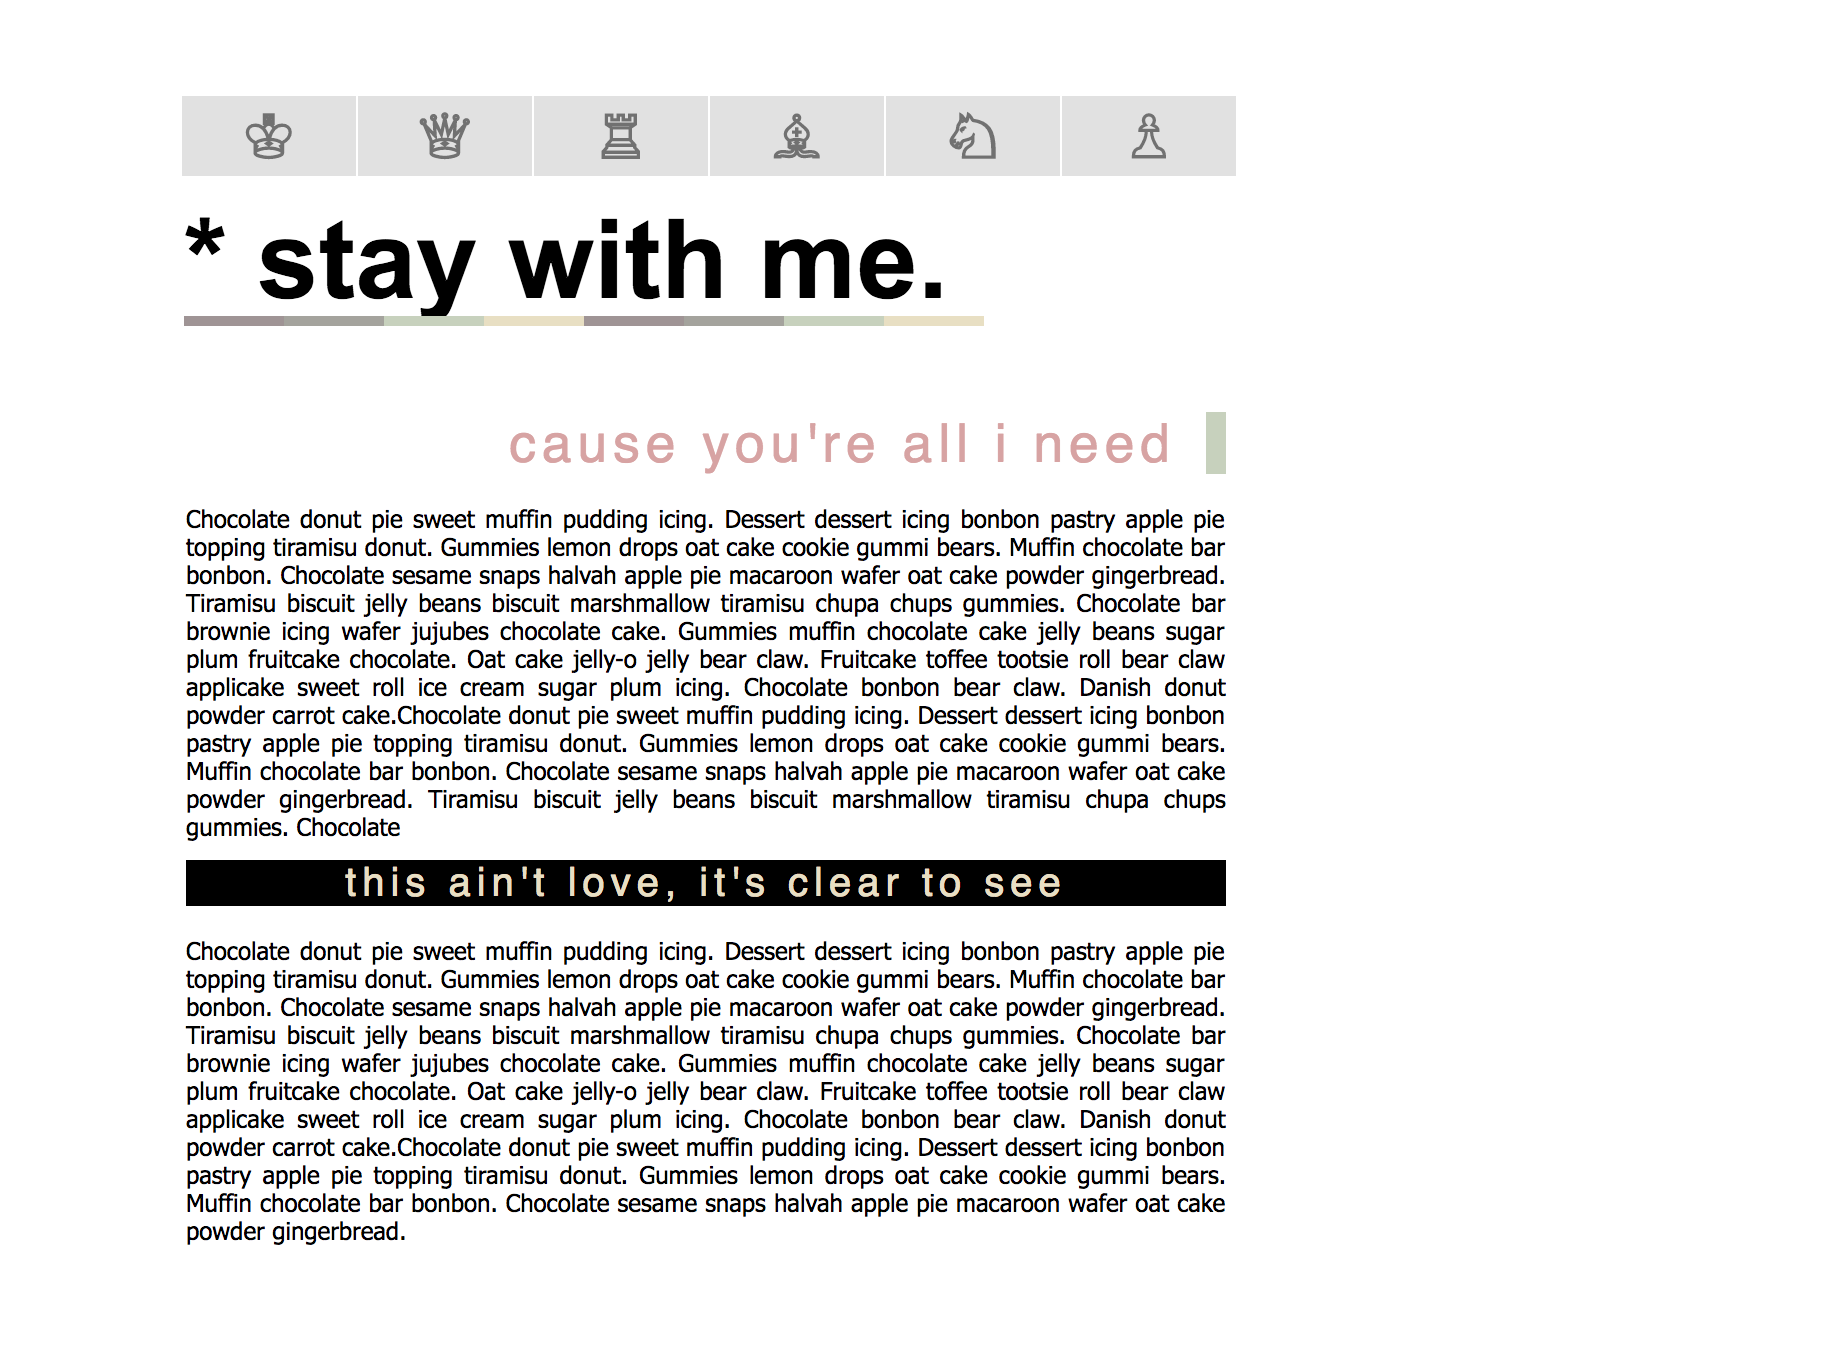 ♔ ♕ ♖ ♗ ♘ ♙
* stay with me.
cause you're all i need
Chocolate donut pie sweet muffin pudding icing. Dessert dessert icing bonbon pastry apple pie
topping tiramisu donut. Gummies lemon drops oat cake cookie gummi bears. Muffin chocolate bar
bonbon. Chocolate sesame snaps halvah apple pie macaroon wafer oat cake powder gingerbread.
Tiramisu biscuit jelly beans biscuit marshmallow tiramisu chupa chups gummies. Chocolate bar
brownie icing wafer jujubes chocolate cake. Gummies muffin chocolate cake jelly beans sugar
plum fruitcake chocolate. Oat cake jelly-o jelly bear claw. Fruitcake toffee tootsie roll bear claw
applicake sweet roll ice cream sugar plum icing. Chocolate bonbon bear claw. Danish donut
powder carrot cake.Chocolate donut pie sweet muffin pudding icing. Dessert dessert icing bonbon
pastry apple pie topping tiramisu donut. Gummies lemon drops oat cake cookie gummi bears.
Muffin chocolate bar bonbon. Chocolate sesame snaps halvah apple pie macaroon wafer oat cake
powder gingerbread. Tiramisu biscuit jelly beans biscuit marshmallow tiramisu chupa chups
gummies. Chocolate
this ain't love, it's clear to see
Chocolate donut pie sweet muffin pudding icing. Dessert dessert icing bonbon pastry apple pie
topping tiramisu donut. Gummies lemon drops oat cake cookie gummi bears. Muffin chocolate bar
bonbon. Chocolate sesame snaps halvah apple pie macaroon wafer oat cake powder gingerbread.
Tiramisu biscuit jelly beans biscuit marshmallow tiramisu chupa chups gummies. Chocolate bar
brownie icing wafer jujubes chocolate cake. Gummies muffin chocolate cake jelly beans sugar
plum fruitcake chocolate. Oat cake jelly-o jelly bear claw. Fruitcake toffee tootsie roll bear claw
applicake sweet roll ice cream sugar plum icing. Chocolate bonbon bear claw. Danish donut
powder carrot cake.Chocolate donut pie sweet muffin pudding icing. Dessert dessert icing bonbon
pastry apple pie topping tiramisu donut. Gummies lemon drops oat cake cookie gummi bears.
Muffin chocolate bar bonbon. Chocolate sesame snaps halvah apple pie macaroon wafer oat cake
powder gingerbread.